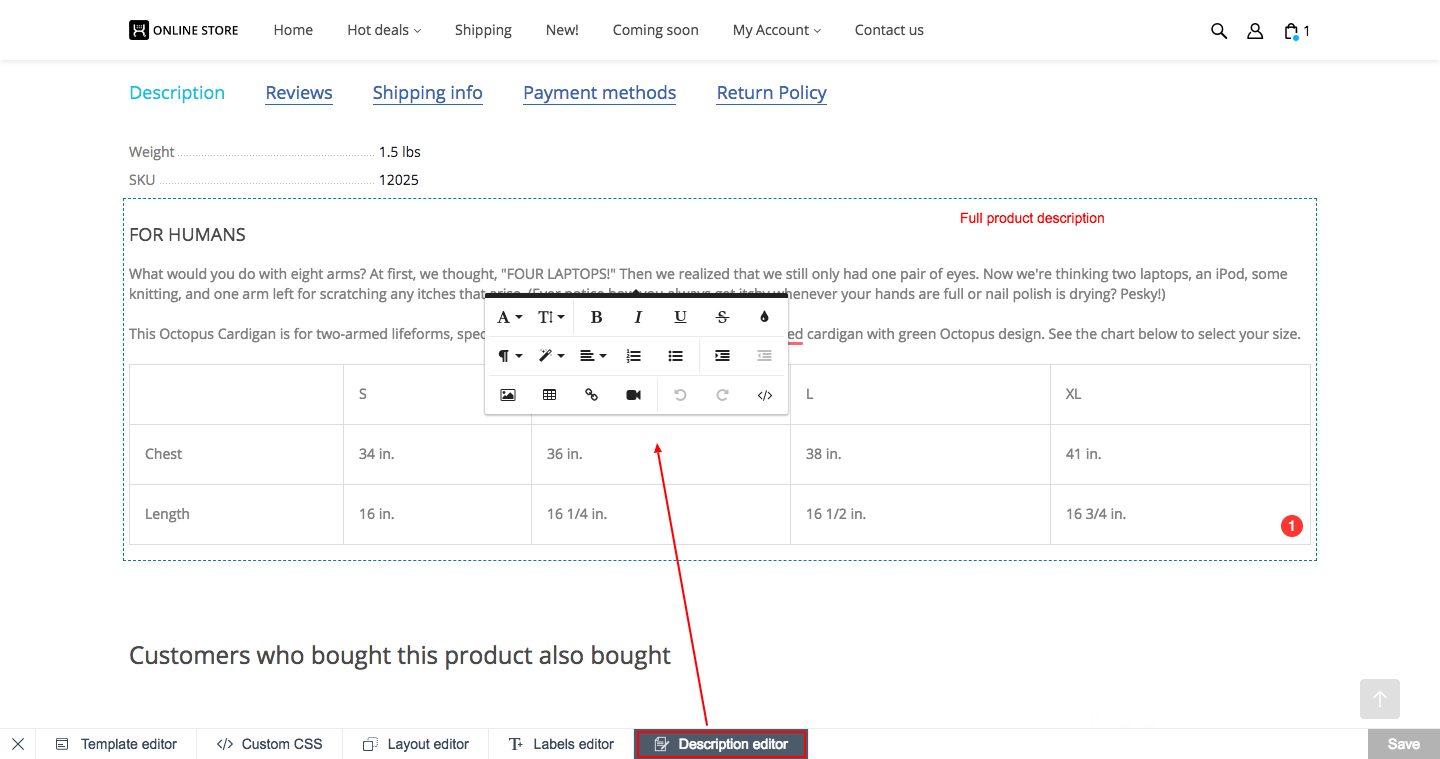 ONLINE STORE Home Hot deals Shipping New! Coming soon My Account Contact us 1
Description Reviews Shipping info Payment methods Return Policy
Weight 1.5 lbs
SKU 12025
Full product description
FOR HUMANS
What would you do with eight arms? At first, we thought, "FOUR LAPTOPS!" Then we realized that we still only had one pair of eyes. Now we're thinking two laptops, an iPod, some
knitting, and one arm left for scratching any itches that arise. (Ever notice how you always get itchy whenever your hands are full or nail polish is drying? Pesky!)
A T B I U S
This Octopus Cardigan is for two-armed lifeforms, spec ed cardigan with green Octopus design. See the chart below to select your size.
S L XL
Chest 34 in. 36 in. 38 in. 41 in.
Length 16 in. 16 1/4 in. 16 1/2 in. 16 3/4 in.
1
Customers who bought this product also bought
Template editor </> Custom CSS Layout editor Labels editor Description editor Save